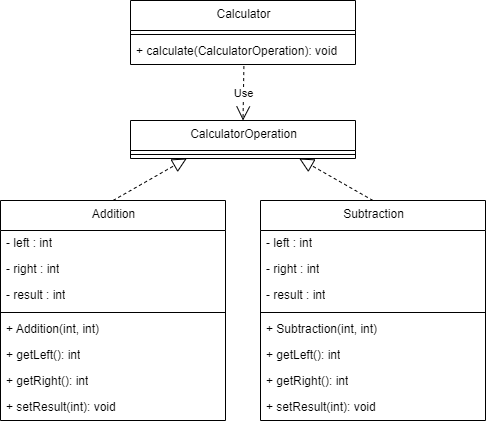 Calculator
+ calculate(CalculatorOperation): void
Use
CalculatorOperation
Addition
- left : int
- right : int
- result : int
+ Addition(int, int)
+ getLeft(): int
+ getRight(): int
+ setResult(int): void
Subtraction
- left : int
- right : int
- result : int
+ Subtraction(int, int)
+ getLeft(): int
+ getRight(): int
+ setResult(int): void